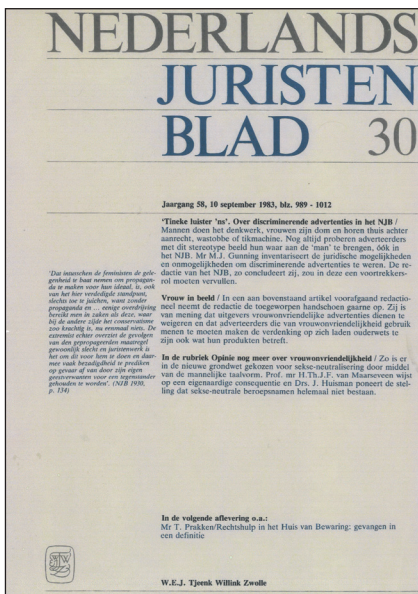 NEDERLANDS
JURISTEN
BLAD 30
Jaargang 58, 10 september 1983, blz. 989 - 1012
'Tineke luister 'ns'. Over discriminerende advertenties in het NJB /
Mannen doen het denkwerk, vrouwen zijn dom en horen thuis achter
aanrecht, wastobbe of tikmachine. Nog altijd proberen adverteerders
met dit stereotype beeld hun waar aan de 'man' te brengen, óók in
het NJB. Mr M.J. Gunning inventariseert de juridische mogelijkheden
en onmogelijkheden om discriminerende advertenties te weren. De re-
dactie van het NJB, zo concludeert zij, zou in deze een voortrekkers-
rol moeten vervullen.
'Dat intusschen de feministen de gele-
genheid te baat nemen om propagan-
da te maken voor hun ideaal, is, ook
van het hier verdedigde standpunt,
slechts toe te juichen, want zonder
propaganda en ... eenige overdrijving
bereikt men in zaken als deze, waar
bij de andere zijde het conservatisme
zoo krachtig is, nu eenmaal niets. De
extremis echter overziet de gevolgen
van den gepropageerden maatregel
gewoonlijk slecht en juristenwerk is
het om dit voor hem te doen en daar-
mee vaak bezadigdheid te prediken
op gevaar af van door zijn eigen
geestverwanten voor een tegenstander
gehouden te worden'. (NJB 1930,
p. 134)
Vrouw in beeld / In een aan bovenstaand artikel voorafgaand redactio-
neel neemt de redactie de toegeworpen handschoen gaarne op. Zij is
van mening dat uitgevers vrouwonvriendelijke advertenties dienen te
weigeren en dat adverteerders die van vrouwonvriendelijkheid gebruik
menen te moeten maken de verdenking op zich laden ouderwets te
zijn ook wat hun produkten betreft.
In de rubriek Opinie nog meer over vrouwonvriendelijkheid / Zo is er
in de nieuwe grondwet gekozen voor sekse-neutralisering door middel
van de mannelijke taalvorm. Prof. mr H.Th.J.F. van Maarseveen wijst
op een eigenaardige consequentie en Drs. J. Huisman poneert de stel-
ling dat sekse-neutrale beroepsnamen helemaal niet bestaan.
In de volgende aflevering o.a.:
Mr T. Prakken/Rechtshulp in het Huis van Bewaring: gevangen in
een definitie
W.E.J. Tjeenk Willink Zwolle